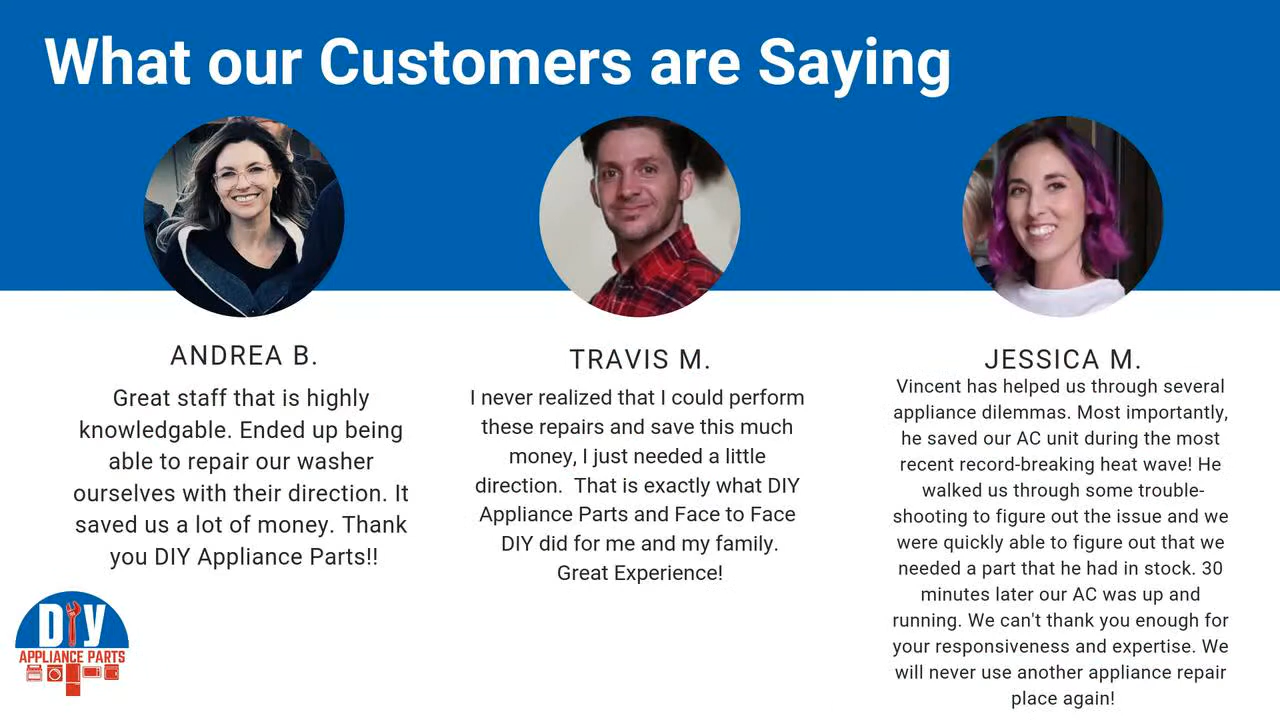 What our Customers are Saying
ANDREA B.
Great staff that is highly
knowledgable. Ended up being
able to repair our washer
ourselves with their direction. It
saved us a lot of money. Thank
you DIY Appliance Parts!!
TRAVIS M.
I never realized that I could perform
these repairs and save this much
money, I just needed a little
direction.  That is exactly what DIY
Appliance Parts and Face to Face
DIY did for me and my family.
Great Experience!
JESSICA M.
Vincent has helped us through several
appliance dilemmas. Most importantly,
he saved our AC unit during the most
recent record-breaking heat wave! He
walked us through some trouble-
shooting to figure out the issue and we
were quickly able to figure out that we
needed a part that he had in stock. 30
minutes later our AC was up and
running. We can't thank you enough for
your responsiveness and expertise. We
will never use another appliance repair
place again!
DIY
APPLIANCE PARTS